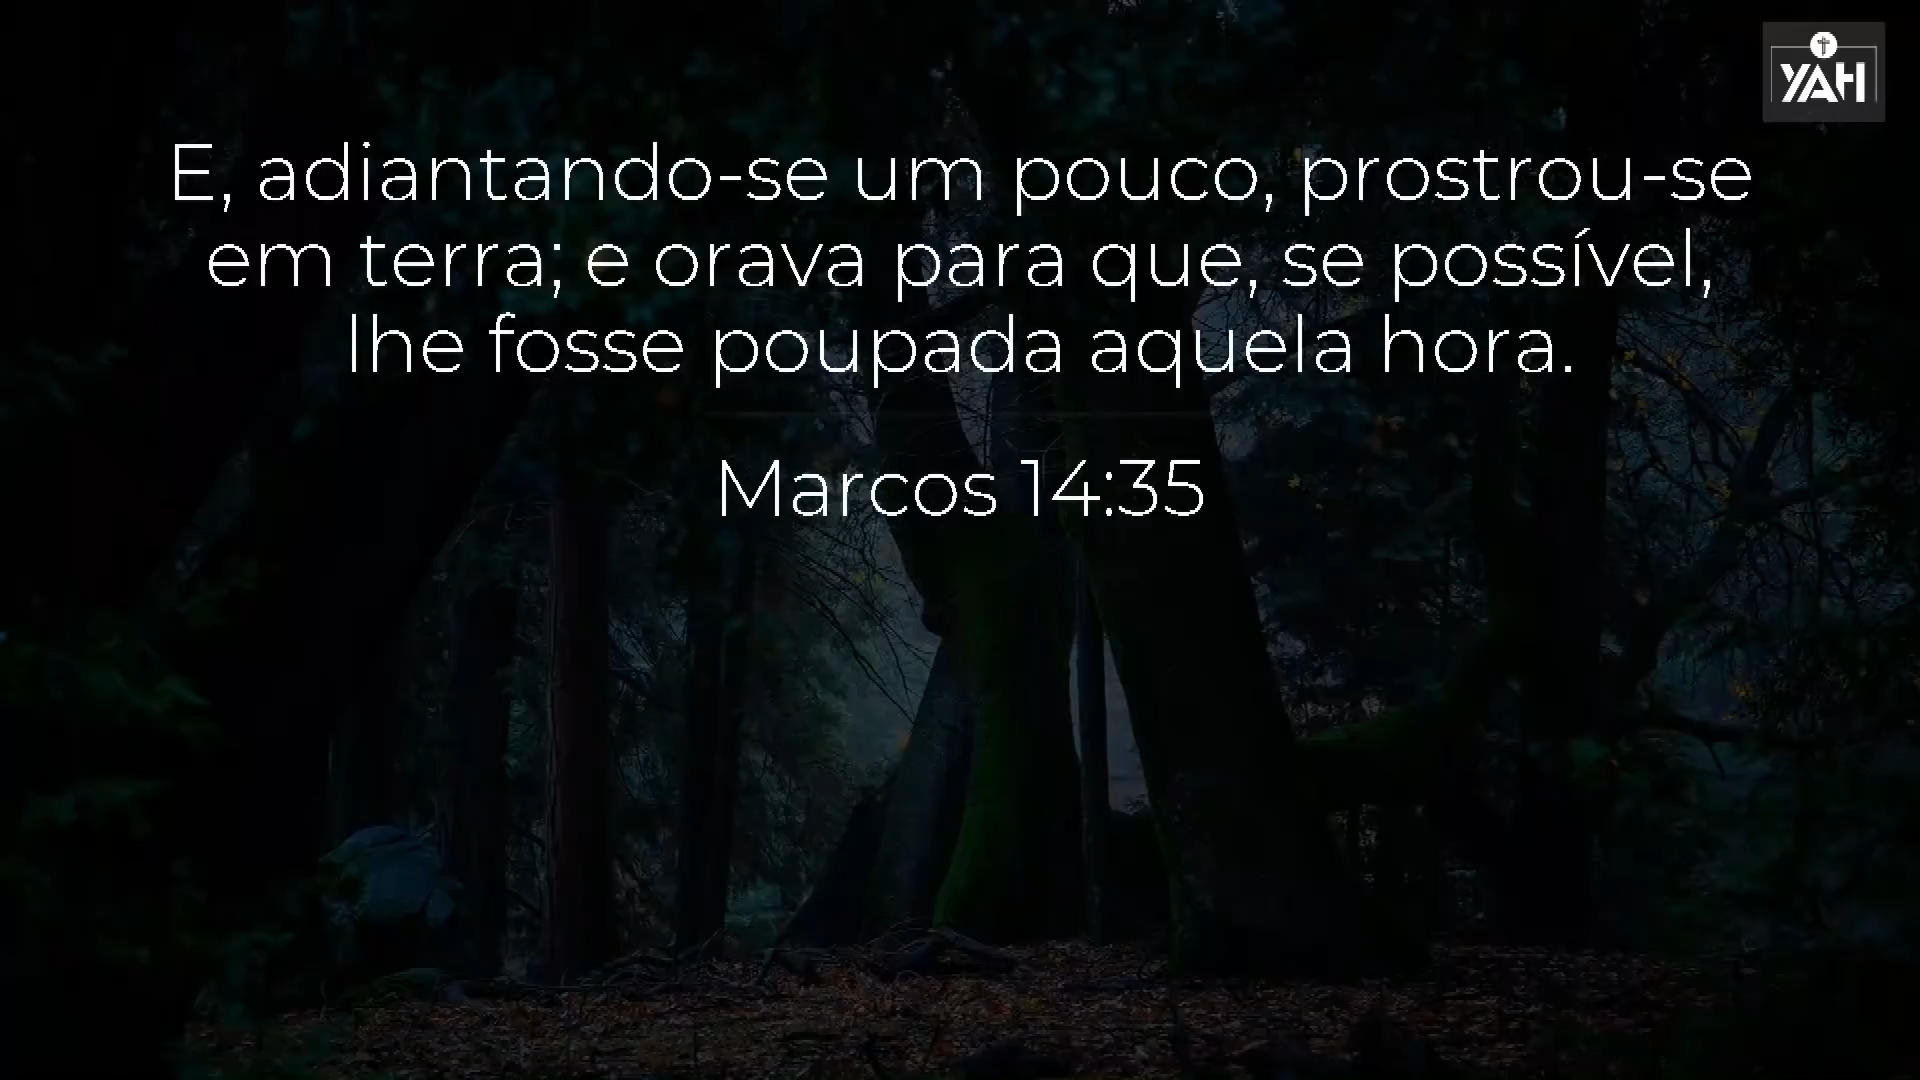 YAH
E, adiantando-se um pouco, prostrou-se
em terra; e orava para que, se possível,
lhe fosse poupada aquela hora.
Marcos 14:35